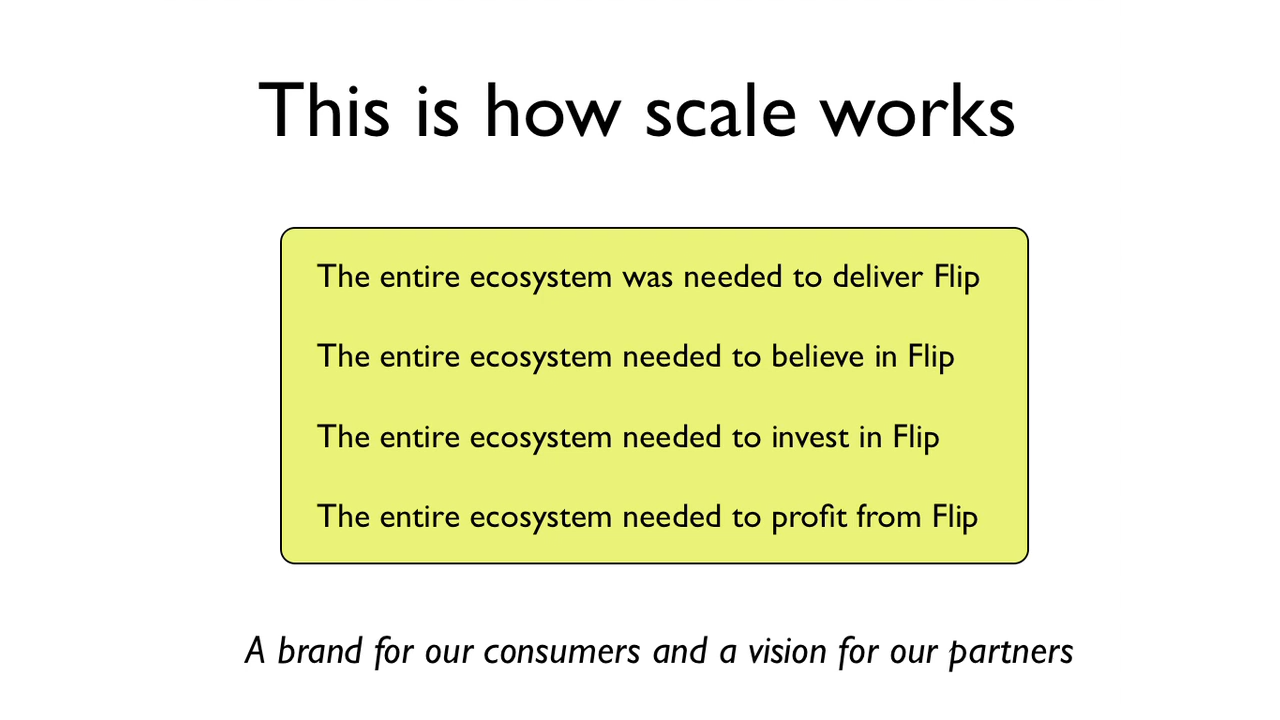 This is how scale works
The entire ecosystem was needed to deliver Flip
The entire ecosystem needed to believe in Flip
The entire ecosystem needed to invest in Flip
The entire ecosystem needed to profit from Flip
A brand for our consumers and a vision for our partners